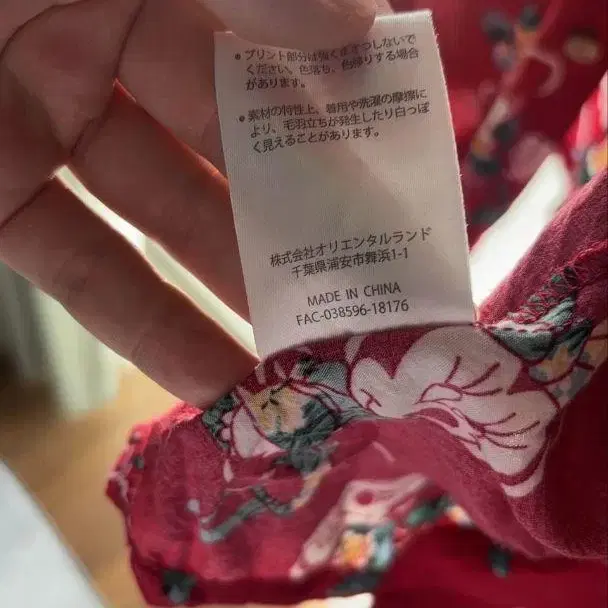 ●プリント部分は強くまさつしないで
ください。色落ち、色移りする場合
があります。
●素材の特性上、着用や洗濯の摩擦に
より、毛羽立ちが発生したり白っぽ
く見えることがあります。
株式会社オリエンタルランド
千葉県浦安市舞浜1-1
MADE IN CHINA
FAC-038596-18176